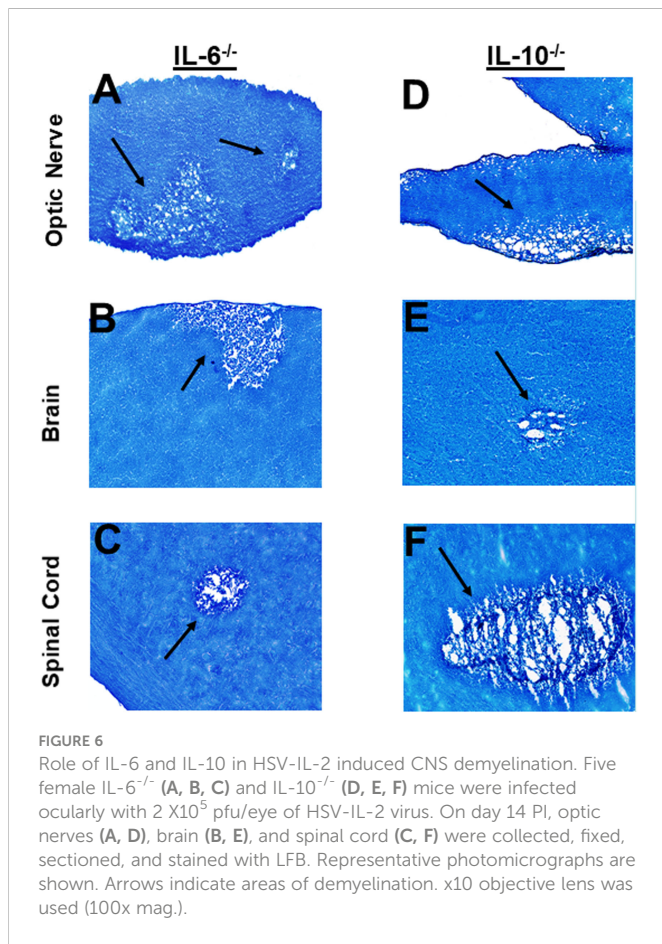 IL-6-/-
IL-10-/-
Optic Nerve
A
D
Brain
B
E
Spinal Cord
C
F
FIGURE 6
Role of IL-6 and IL-10 in HSV-IL-2 induced CNS demyelination. Five
female IL-6-/- (A, B, C) and IL-10-/- (D, E, F) mice were infected
ocularly with 2 X10⁵ pfu/eye of HSV-IL-2 virus. On day 14 PI, optic
nerves (A, D), brain (B, E), and spinal cord (C, F) were collected, fixed,
sectioned, and stained with LFB. Representative photomicrographs are
shown. Arrows indicate areas of demyelination. x10 objective lens was
used (100x mag.).